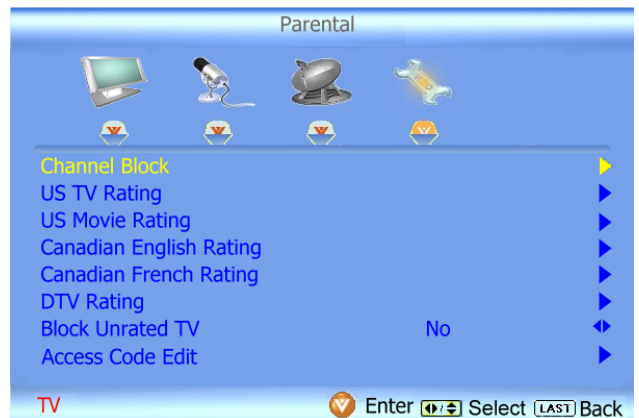 Parental
Channel Block
US TV Rating
US Movie Rating
Canadian English Rating
Canadian French Rating
DTV Rating
Block Unrated TV No
Access Code Edit
TV Enter Select LAST Back